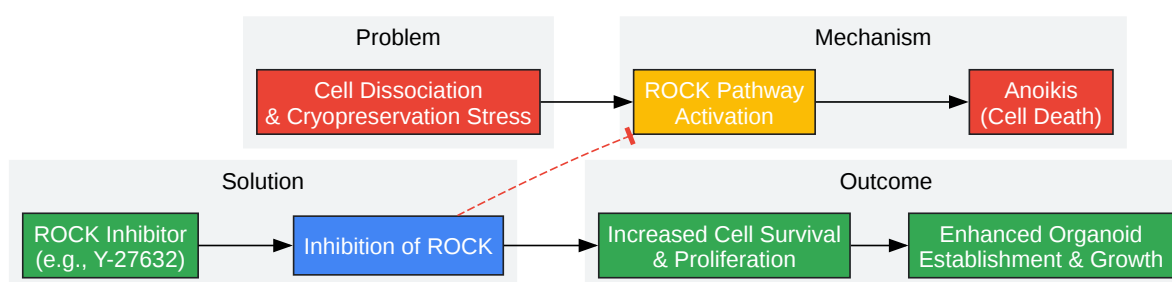 Problem
Mechanism
Cell Dissociation
& Cryopreservation Stress
ROCK Pathway
Activation
Anoikis
(Cell Death)
Solution
Outcome
ROCK Inhibitor
(e.g., Y-27632)
Inhibition of ROCK
Increased Cell Survival
& Proliferation
Enhanced Organoid
Establishment & Growth